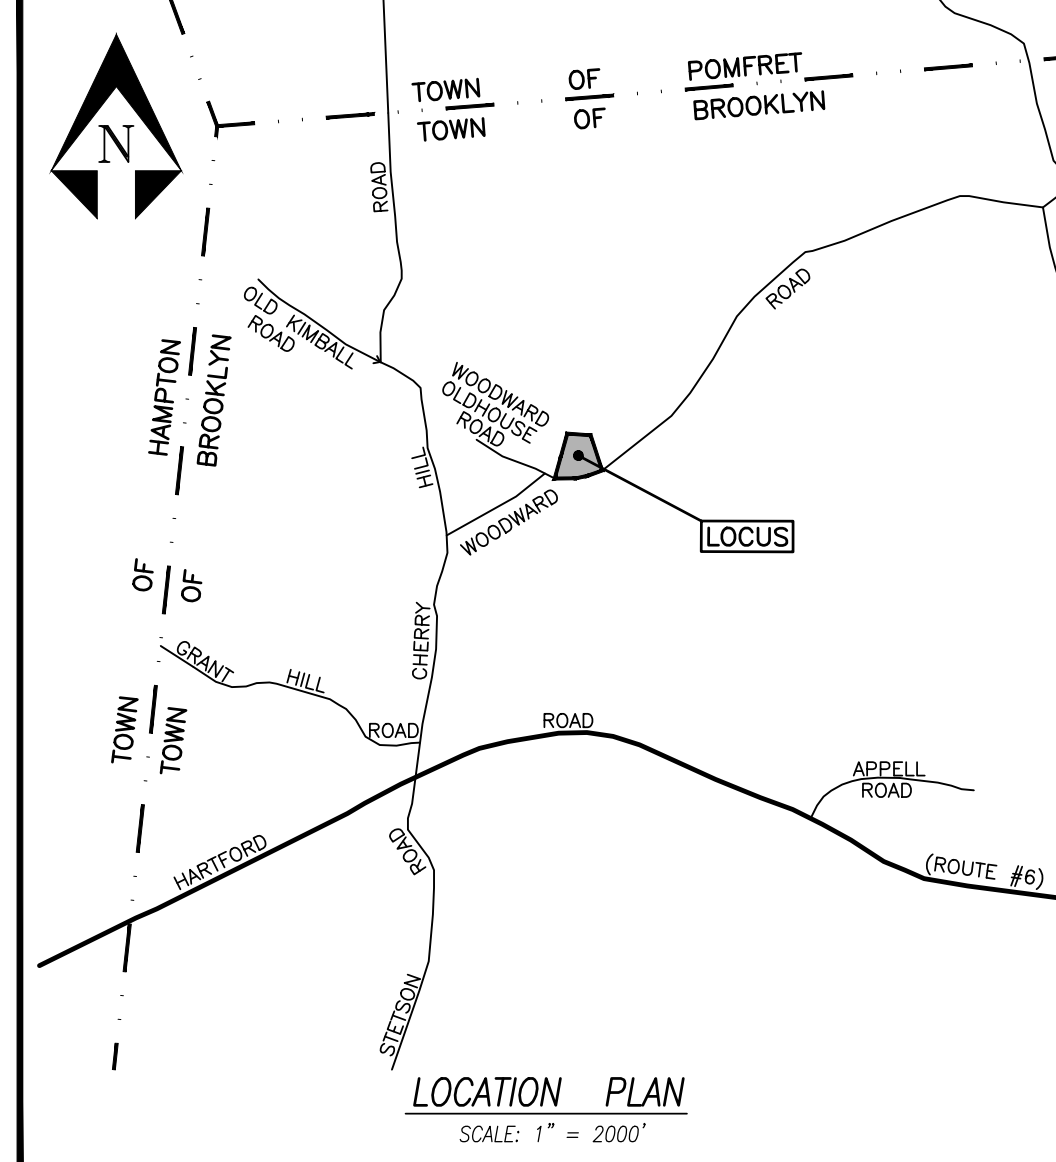 TOWN OF POMFRET
TOWN OF BROOKLYN
N
ROAD
OLD KIMBALL
ROAD
ROAD
HAMPTON
BROOKLYN
WOODWARD
OLDHOUSE
ROAD
HILL
WOODWARD
LOCUS
OF
OF
CHERRY
GRANT HILL ROAD
TOWN
TOWN
ROAD
APPELL
ROAD
HARTFORD
ROAD
(ROUTE #6)
STETSON
LOCATION PLAN
SCALE: 1" = 2000'